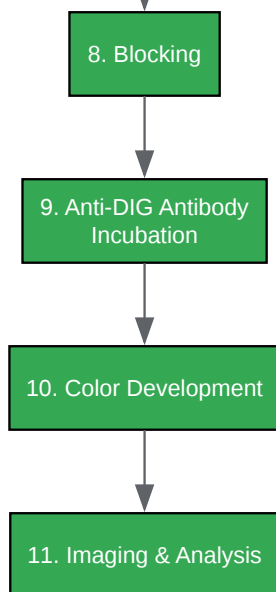 8. Blocking
9. Anti-DIG Antibody
Incubation
10. Color Development
11. Imaging & Analysis